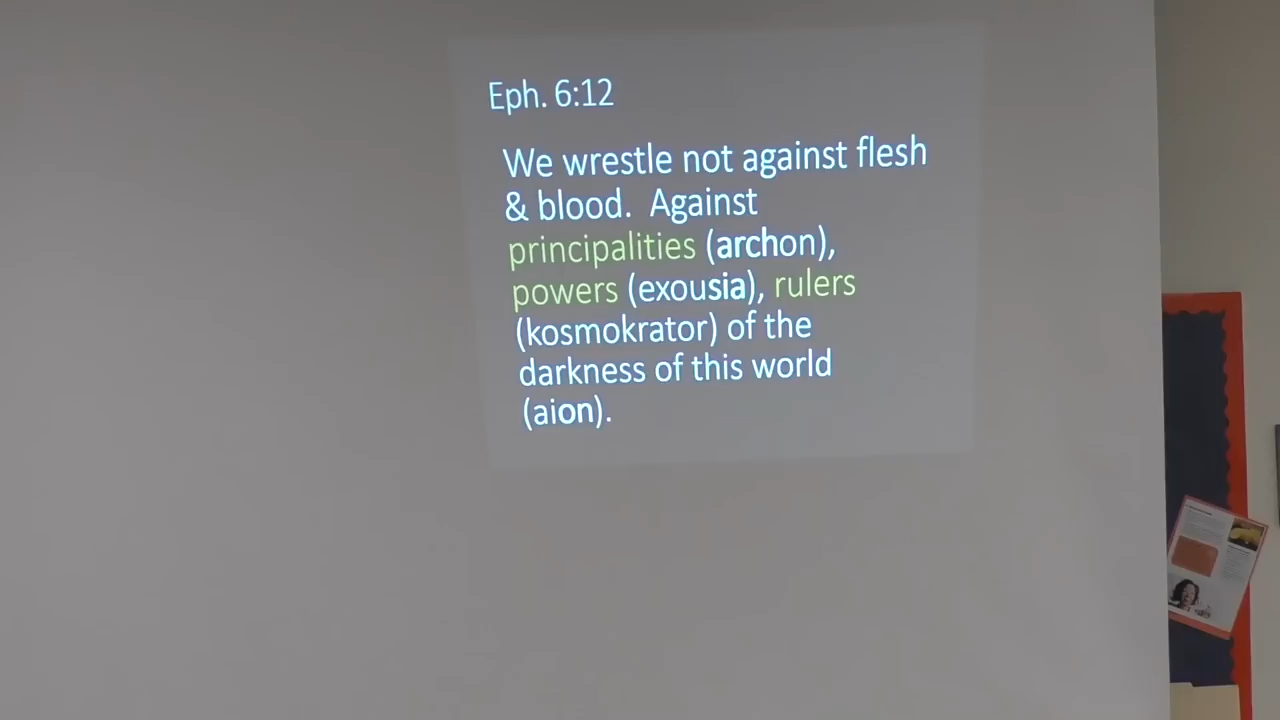 Eph. 6:12
We wrestle not against flesh
& blood.  Against
principalities (archon),
powers (exousia), rulers
(kosmokrator) of the
darkness of this world
(aion).